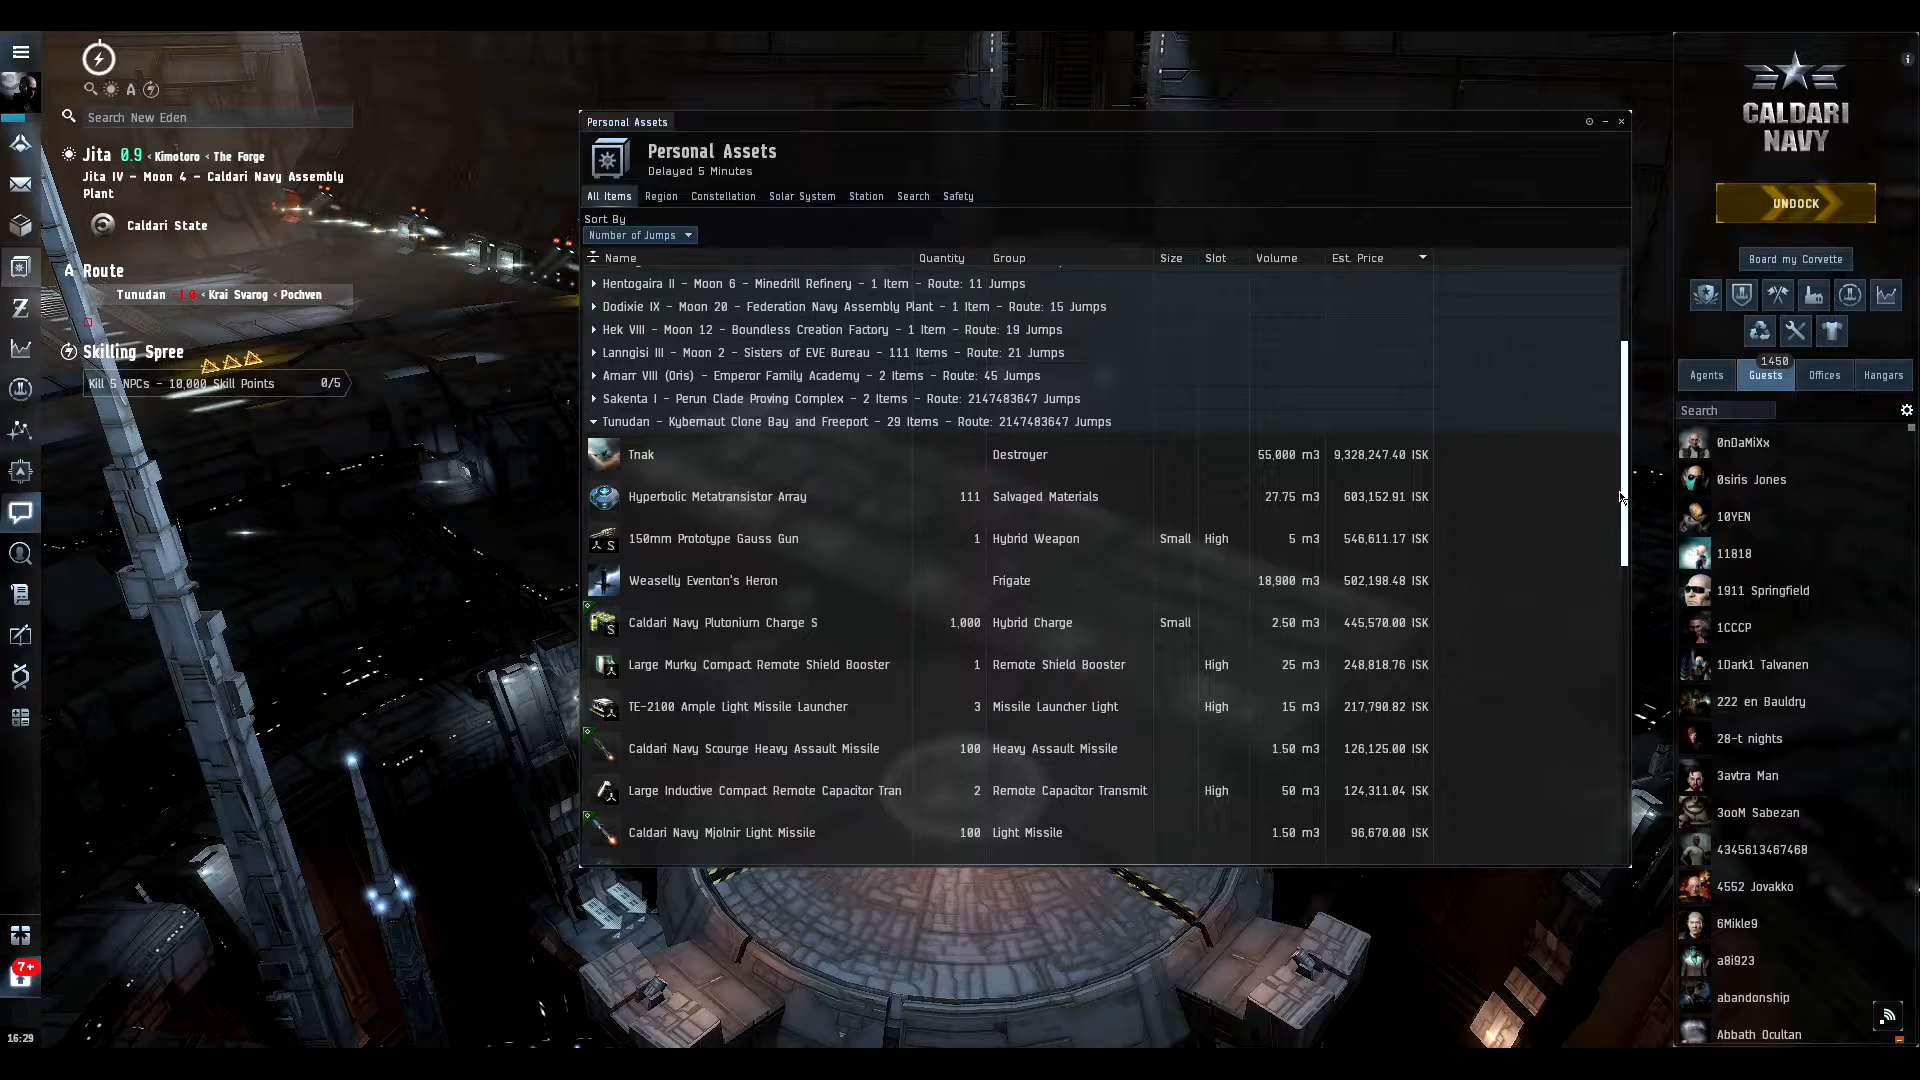 Search New Eden
Jita 0.9 ‹ Kimotoro ‹ The Forge
Jita IV - Moon 4 - Caldari Navy Assembly
Plant
Caldari State
A Route
Tunudan -1.0 ‹ Krai Svarog ‹ Pochven
Skilling Spree
Kill 5 NPCs - 10,000 Skill Points 0/5
7+
16:29
Personal Assets
Personal Assets
Delayed 5 Minutes
All Items Region Constellation Solar System Station Search Safety
Sort By
Number of Jumps
Name Quantity Group Size Slot Volume Est. Price
Hentogaira II - Moon 6 - Minedrill Refinery - 1 Item - Route: 11 Jumps
Dodixie IX - Moon 20 - Federation Navy Assembly Plant - 1 Item - Route: 15 Jumps
Hek VIII - Moon 12 - Boundless Creation Factory - 1 Item - Route: 19 Jumps
Lanngisi III - Moon 2 - Sisters of EVE Bureau - 111 Items - Route: 21 Jumps
Amarr VIII (Oris) - Emperor Family Academy - 2 Items - Route: 45 Jumps
Sakenta I - Perun Clade Proving Complex - 2 Items - Route: 2147483647 Jumps
Tunudan - Kybernaut Clone Bay and Freeport - 29 Items - Route: 2147483647 Jumps
Tnak Destroyer 55,000 m3 9,328,247.40 ISK
Hyperbolic Metatransistor Array 111 Salvaged Materials 27.75 m3 603,152.91 ISK
150mm Prototype Gauss Gun 1 Hybrid Weapon Small High 5 m3 546,611.17 ISK
Weaselly Eventon's Heron Frigate 18,900 m3 502,198.48 ISK
Caldari Navy Plutonium Charge S 1,000 Hybrid Charge Small 2.50 m3 445,570.00 ISK
Large Murky Compact Remote Shield Booster 1 Remote Shield Booster High 25 m3 248,818.76 ISK
TE-2100 Ample Light Missile Launcher 3 Missile Launcher Light High 15 m3 217,790.82 ISK
Caldari Navy Scourge Heavy Assault Missile 100 Heavy Assault Missile 1.50 m3 126,125.00 ISK
Large Inductive Compact Remote Capacitor Tran 2 Remote Capacitor Transmit High 50 m3 124,311.04 ISK
Caldari Navy Mjolnir Light Missile 100 Light Missile 1.50 m3 96,670.00 ISK
CALDARI
NAVY
UNDOCK
Board my Corvette
1450
Agents Guests Offices Hangars
Search
0nDaMiXx
0siris Jones
10YEN
11818
1911 Springfield
1CCCP
1Dark1 Talvanen
222 en Bauldry
28-t nights
3avtra Man
3ooM Sabezan
4345613467468
4552 Jovakko
6Mikle9
a8i923
abandonship
Abbath Ocultan